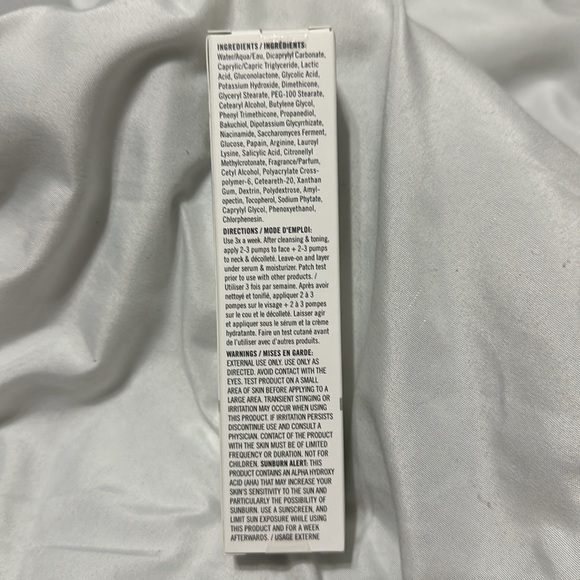 INGREDIENTS / INGRÉDIENTS:
Water/Aqua/Eau, Dicaprylyl Carbonate,
Caprylic/Capric Triglyceride, Lactic
Acid, Gluconolactone, Glycolic Acid,
Potassium Hydroxide, Dimethicone,
Glyceryl Stearate, PEG-100 Stearate,
Cetearyl Alcohol, Butylene Glycol,
Phenyl Trimethicone, Propanediol,
Bakuchiol, Dipotassium Glycyrrhizate,
Niacinamide, Saccharomyces Ferment,
Glucose, Papain, Arginine, Lauroyl
Lysine, Salicylic Acid, Citronellyl
Methylcrotonate, Fragrance/Parfum,
Cetyl Alcohol, Polyacrylate Cross-
polymer-6, Ceteareth-20, Xanthan
Gum, Dextrin, Polydextrose, Amyl-
opectin, Tocopherol, Sodium Phytate,
Caprylyl Glycol, Phenoxyethanol,
Chlorphenesin.
DIRECTIONS / MODE D'EMPLOI:
Use 3x a week. After cleansing & toning,
apply 2-3 pumps to face + 2-3 pumps
to neck & décolleté. Leave-on and layer
under serum & moisturizer. Patch test
prior to use with other products. /
Utiliser 3 fois par semaine. Après avoir
nettoyé et tonifié, appliquer 2 à 3
pompes sur le visage + 2 à 3 pompes
sur le cou et le décolleté. Laisser agir
et appliquer sous le sérum et la crème
hydratante. Faire un test cutané avant
de l'utiliser avec d'autres produits.
WARNINGS / MISES EN GARDE:
EXTERNAL USE ONLY. USE ONLY AS
DIRECTED. AVOID CONTACT WITH THE
EYES. TEST PRODUCT ON A SMALL
AREA OF SKIN BEFORE APPLYING TO A
LARGE AREA. TRANSIENT STINGING OR
IRRITATION MAY OCCUR WHEN USING
THIS PRODUCT. IF IRRITATION PERSISTS
DISCONTINUE USE AND CONSULT A
PHYSICIAN. CONTACT OF THE PRODUCT
WITH THE SKIN MUST BE OF LIMITED
FREQUENCY OR DURATION. NOT FOR
CHILDREN. SUNBURN ALERT: THIS
PRODUCT CONTAINS AN ALPHA HYDROXY
ACID (AHA) THAT MAY INCREASE YOUR
SKIN'S SENSITIVITY TO THE SUN AND
PARTICULARLY THE POSSIBILITY OF
SUNBURN. USE A SUNSCREEN, AND
LIMIT SUN EXPOSURE WHILE USING
THIS PRODUCT AND FOR A WEEK
AFTERWARDS. / USAGE EXTERNE